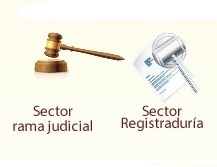 Sector
rama judicial
Sector
Registraduría